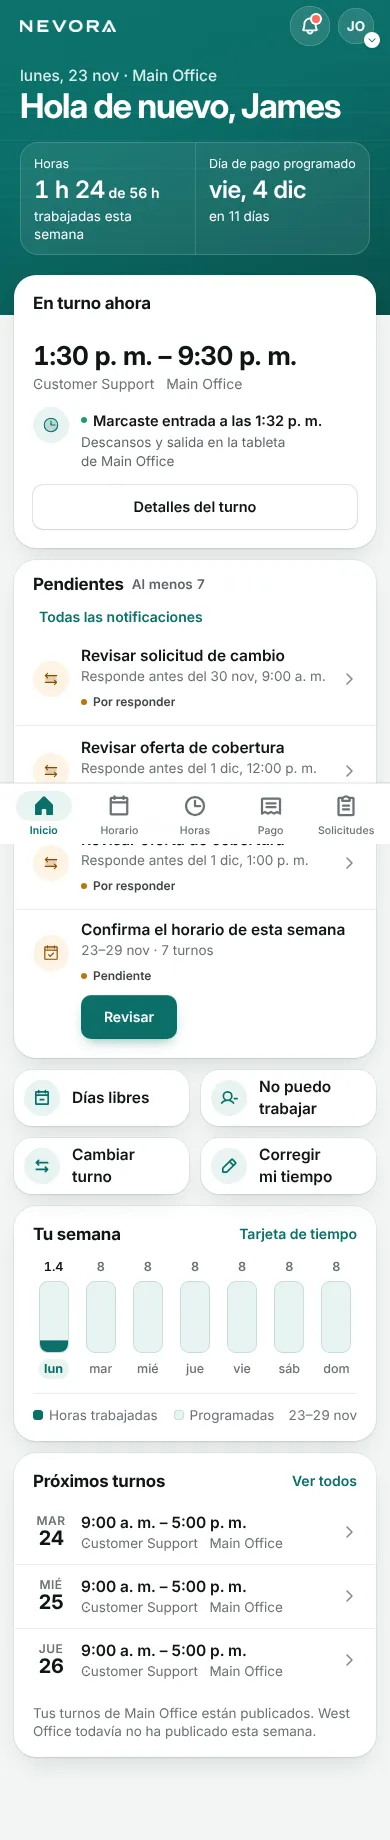 NEVORA
JO
lunes, 23 nov · Main Office
Hola de nuevo, James
Horas
1 h 24 de 56 h
trabajadas esta
semana
Día de pago programado
vie, 4 dic
en 11 días
En turno ahora
1:30 p. m. – 9:30 p. m.
Customer Support Main Office
Marcaste entrada a las 1:32 p. m.
Descansos y salida en la tableta
de Main Office
Detalles del turno
Pendientes Al menos 7
Todas las notificaciones
Revisar solicitud de cambio
Responde antes del 30 nov, 9:00 a. m.
Por responder
Revisar oferta de cobertura
Responde antes del 1 dic, 12:00 p. m.
Inicio
Horario
Horas
Pago
Solicitudes
Responde antes del 1 dic, 1:00 p. m.
Por responder
Confirma el horario de esta semana
23–29 nov · 7 turnos
Pendiente
Revisar
Días libres
No puedo
trabajar
Cambiar
turno
Corregir
mi tiempo
Tu semana
Tarjeta de tiempo
1.4 8 8 8 8 8 8
lun mar mié jue vie sáb dom
Horas trabajadas Programadas 23–29 nov
Próximos turnos
Ver todos
MAR
24
9:00 a. m. – 5:00 p. m.
Customer Support Main Office
MIÉ
25
9:00 a. m. – 5:00 p. m.
Customer Support Main Office
JUE
26
9:00 a. m. – 5:00 p. m.
Customer Support Main Office
Tus turnos de Main Office están publicados. West
Office todavía no ha publicado esta semana.